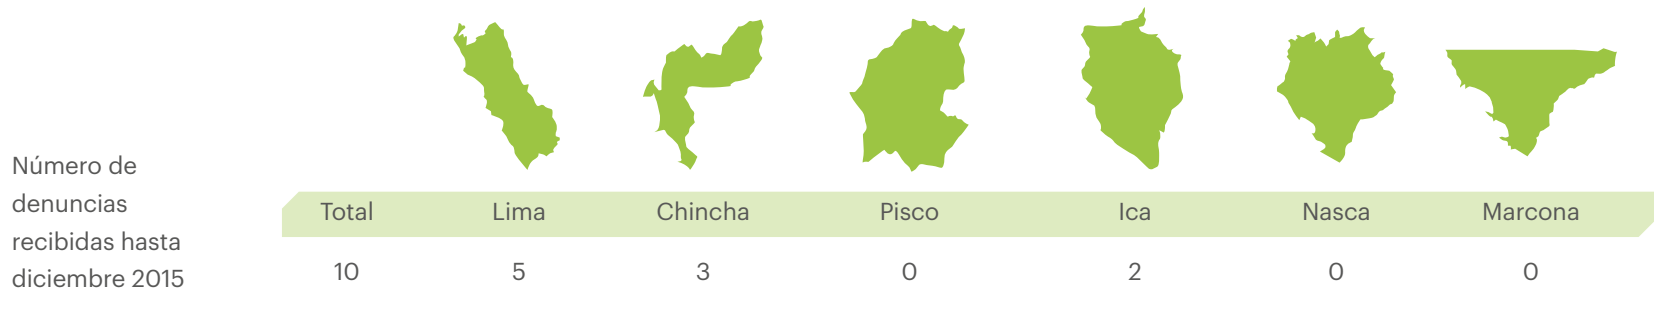 Número de
denuncias
recibidas hasta
diciembre 2015
Total Lima Chincha Pisco Ica Nasca Marcona
10 5 3 0 2 0 0